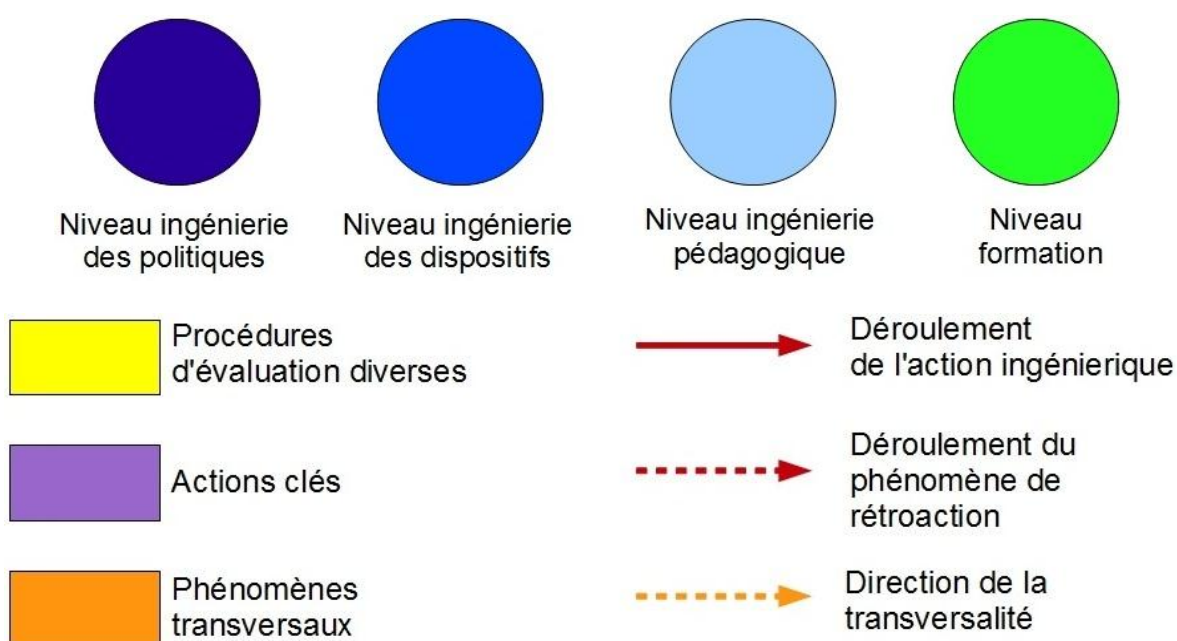 Niveau ingénierie
des politiques
Niveau ingénierie
des dispositifs
Niveau ingénierie
pédagogique
Niveau
formation
Procédures
d'évaluation diverses
Déroulement
de l'action ingénierique
Actions clés
Déroulement du
phénomène de
rétroaction
Phénomènes
transversaux
Direction de la
transversalité